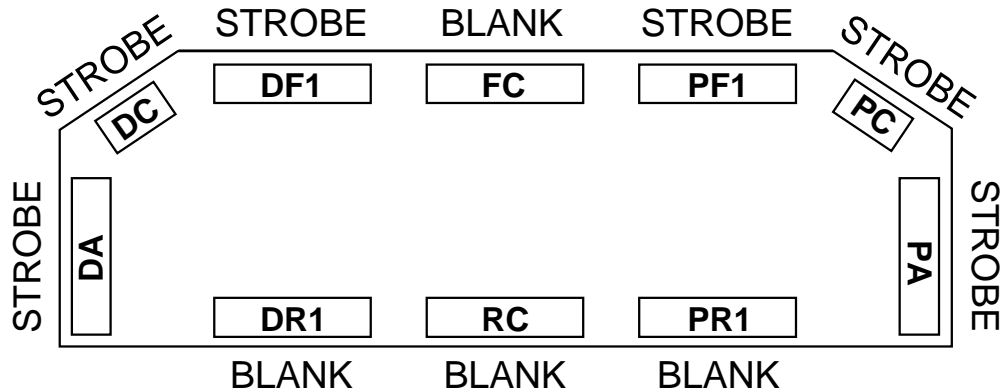 STROBE BLANK STROBE
STROBE STROBE
DF1 FC PF1
DC PC
STROBE DA PA STROBE
DR1 RC PR1
BLANK BLANK BLANK